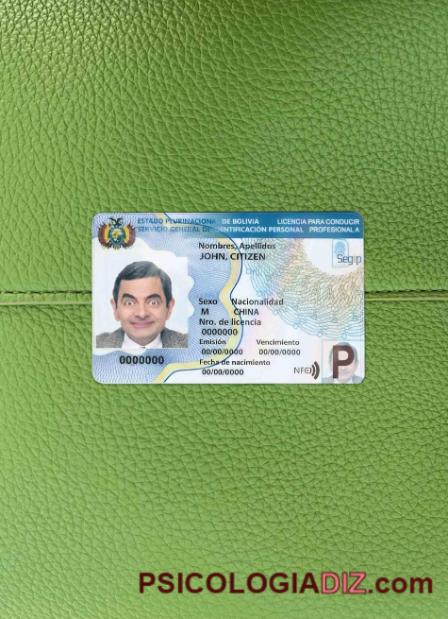 ESTADO PLURINACIONAL DE BOLIVIA LICENCIA PARA CONDUCIR
SERVICIO GENERAL DE IDENTIFICACIÓN PERSONAL PROFESIONAL A
Nombres, Apellidos
JOHN, CITIZEN
Segip
Sexo Nacionalidad
M CHINA
Nro. de licencia
0000000
Emisión Vencimiento
00/00/0000 00/00/0000
0000000
Fecha de nacimiento
00/00/0000
NFC
P
PSICOLOGIADIZ.com